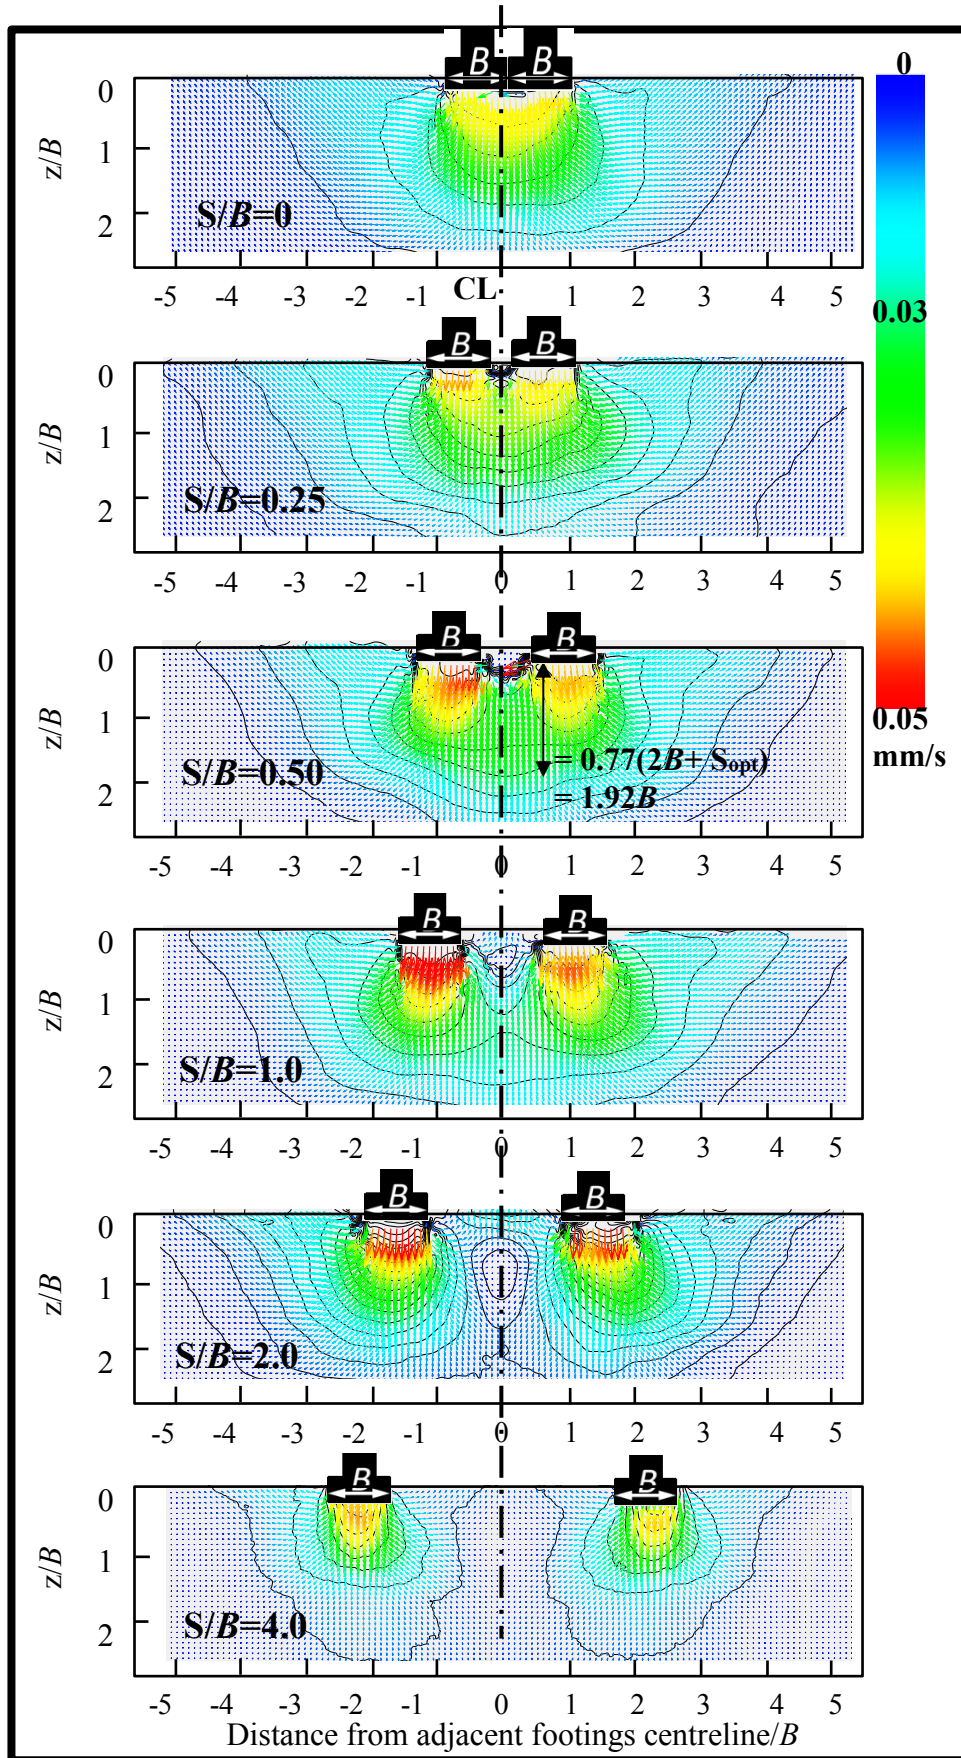 B B
0
0
z/B
1
2
S/B=0
-5 -4 -3 -2 -1 CL 1 2 3 4 5
0.03
B B
0
z/B
1
2
S/B=0.25
-5 -4 -3 -2 -1 0 1 2 3 4 5
B B
0
z/B
1
2
S/B=0.50
= 0.77(2B+ Sopt)
= 1.92B
0.05
mm/s
-5 -4 -3 -2 -1 0 1 2 3 4 5
B B
0
z/B
1
2
S/B=1.0
-5 -4 -3 -2 -1 0 1 2 3 4 5
B B
0
z/B
1
2
S/B=2.0
-5 -4 -3 -2 -1 0 1 2 3 4 5
B B
0
z/B
1
2
S/B=4.0
-5 -4 -3 -2 -1 0 1 2 3 4 5
Distance from adjacent footings centreline/B